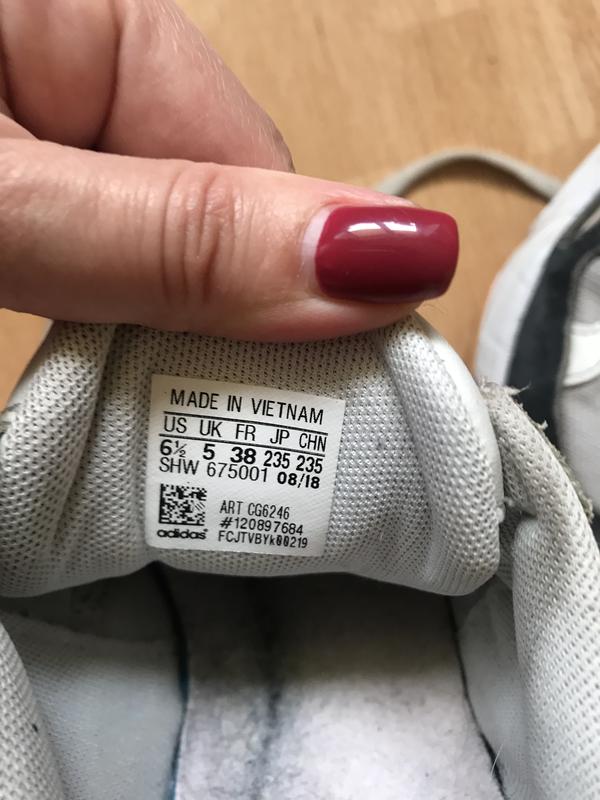 MADE IN VIETNAM
US UK FR JP CHN
6½ 5 38 235 235
SHW 675001 08/18
ART CG6246
#120897684
adidas FCJTVBYk00219